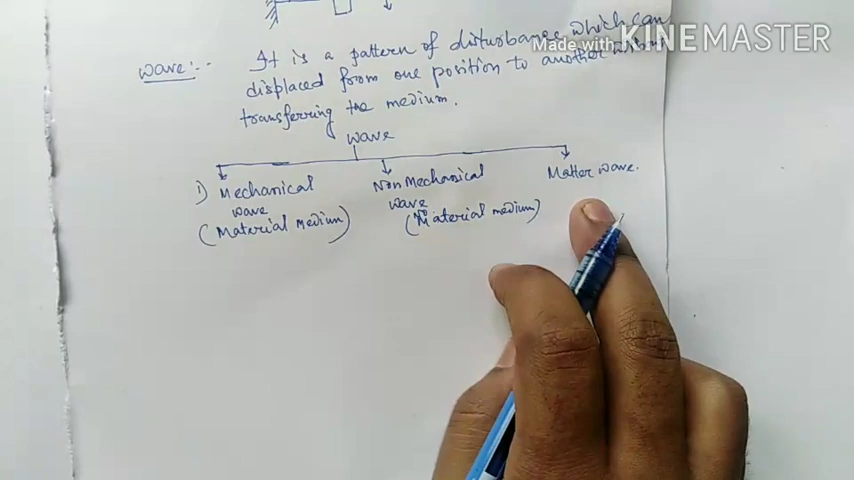 Made with KINEMASTER
Wave:- It is a pattern of disturbance which can
displaced from one position to another
transferring the medium.
Wave
1) Mechanical Non Mechanical Matter wave.
wave wave
(Material medium) (No Material medium)